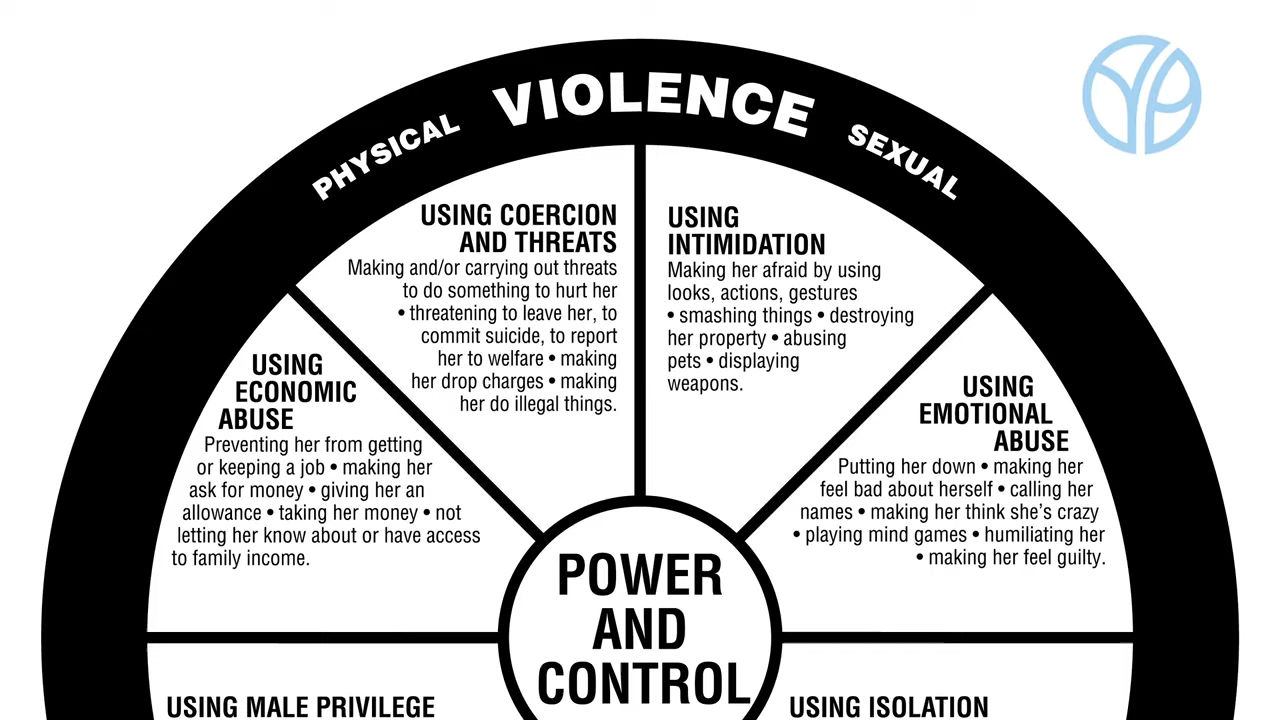 PHYSICAL VIOLENCE SEXUAL
USING COERCION
AND THREATS
Making and/or carrying out threats
to do something to hurt her
• threatening to leave her, to
commit suicide, to report
her to welfare • making
her drop charges • making
her do illegal things.
USING
INTIMIDATION
Making her afraid by using
looks, actions, gestures
• smashing things • destroying
her property • abusing
pets • displaying
weapons.
USING
ECONOMIC
ABUSE
Preventing her from getting
or keeping a job • making her
ask for money • giving her an
allowance • taking her money • not
letting her know about or have access
to family income.
USING
EMOTIONAL
ABUSE
Putting her down • making her
feel bad about herself • calling her
names • making her think she’s crazy
• playing mind games • humiliating her
• making her feel guilty.
POWER
AND
CONTROL
USING MALE PRIVILEGE
USING ISOLATION